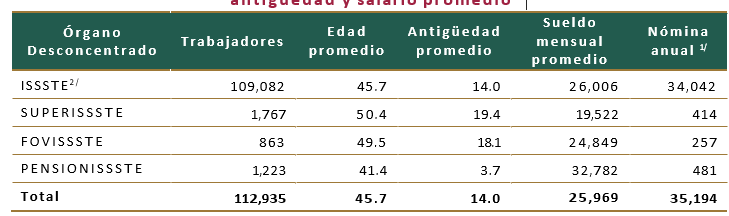 antigüedad y salario promedio
Órgano Desconcentrado Trabajadores Edad promedio Antigüedad promedio Sueldo mensual promedio Nómina anual 1/
ISSSTE2/ 109,082 45.7 14.0 26,006 34,042
SUPERISSSTE 1,767 50.4 19.4 19,522 414
FOVISSSTE 863 49.5 18.1 24,849 257
PENSIONISSSTE 1,223 41.4 3.7 32,782 481
Total 112,935 45.7 14.0 25,969 35,194